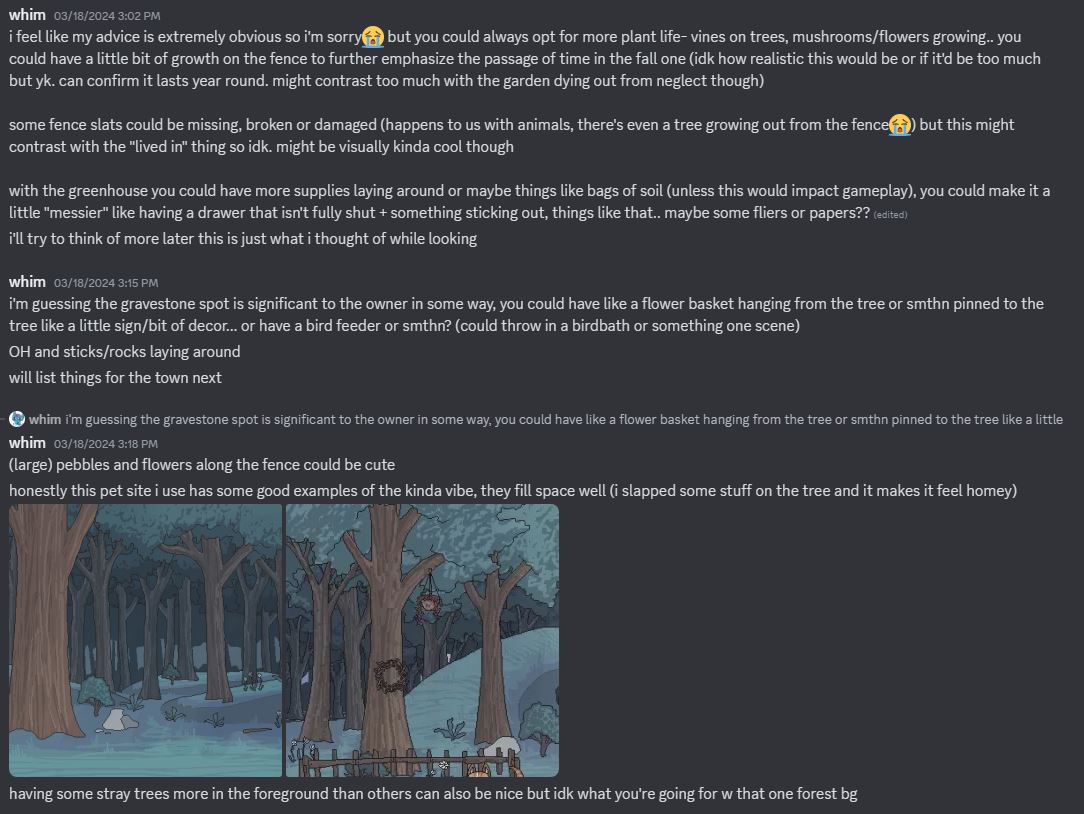 whim 03/18/2024 3:02 PM
i feel like my advice is extremely obvious so i'm sorry😭 but you could always opt for more plant life- vines on trees, mushrooms/flowers growing.. you
could have a little bit of growth on the fence to further emphasize the passage of time in the fall one (idk how realistic this would be or if it'd be too much
but yk. can confirm it lasts year round. might contrast too much with the garden dying out from neglect though)
some fence slats could be missing, broken or damaged (happens to us with animals, there's even a tree growing out from the fence😭) but this might
contrast with the "lived in" thing so idk. might be visually kinda cool though
with the greenhouse you could have more supplies laying around or maybe things like bags of soil (unless this would impact gameplay), you could make it a
little "messier" like having a drawer that isn't fully shut + something sticking out, things like that.. maybe some fliers or papers?? (edited)
i'll try to think of more later this is just what i thought of while looking
whim 03/18/2024 3:15 PM
i'm guessing the gravestone spot is significant to the owner in some way, you could have like a flower basket hanging from the tree or smthn pinned to the
tree like a little sign/bit of decor... or have a bird feeder or smthn? (could throw in a birdbath or something one scene)
OH and sticks/rocks laying around
will list things for the town next
whim i'm guessing the gravestone spot is significant to the owner in some way, you could have like a flower basket hanging from the tree or smthn pinned to the tree like a little
whim 03/18/2024 3:18 PM
(large) pebbles and flowers along the fence could be cute
honestly this pet site i use has some good examples of the kinda vibe, they fill space well (i slapped some stuff on the tree and it makes it feel homey)
having some stray trees more in the foreground than others can also be nice but idk what you're going for w that one forest bg